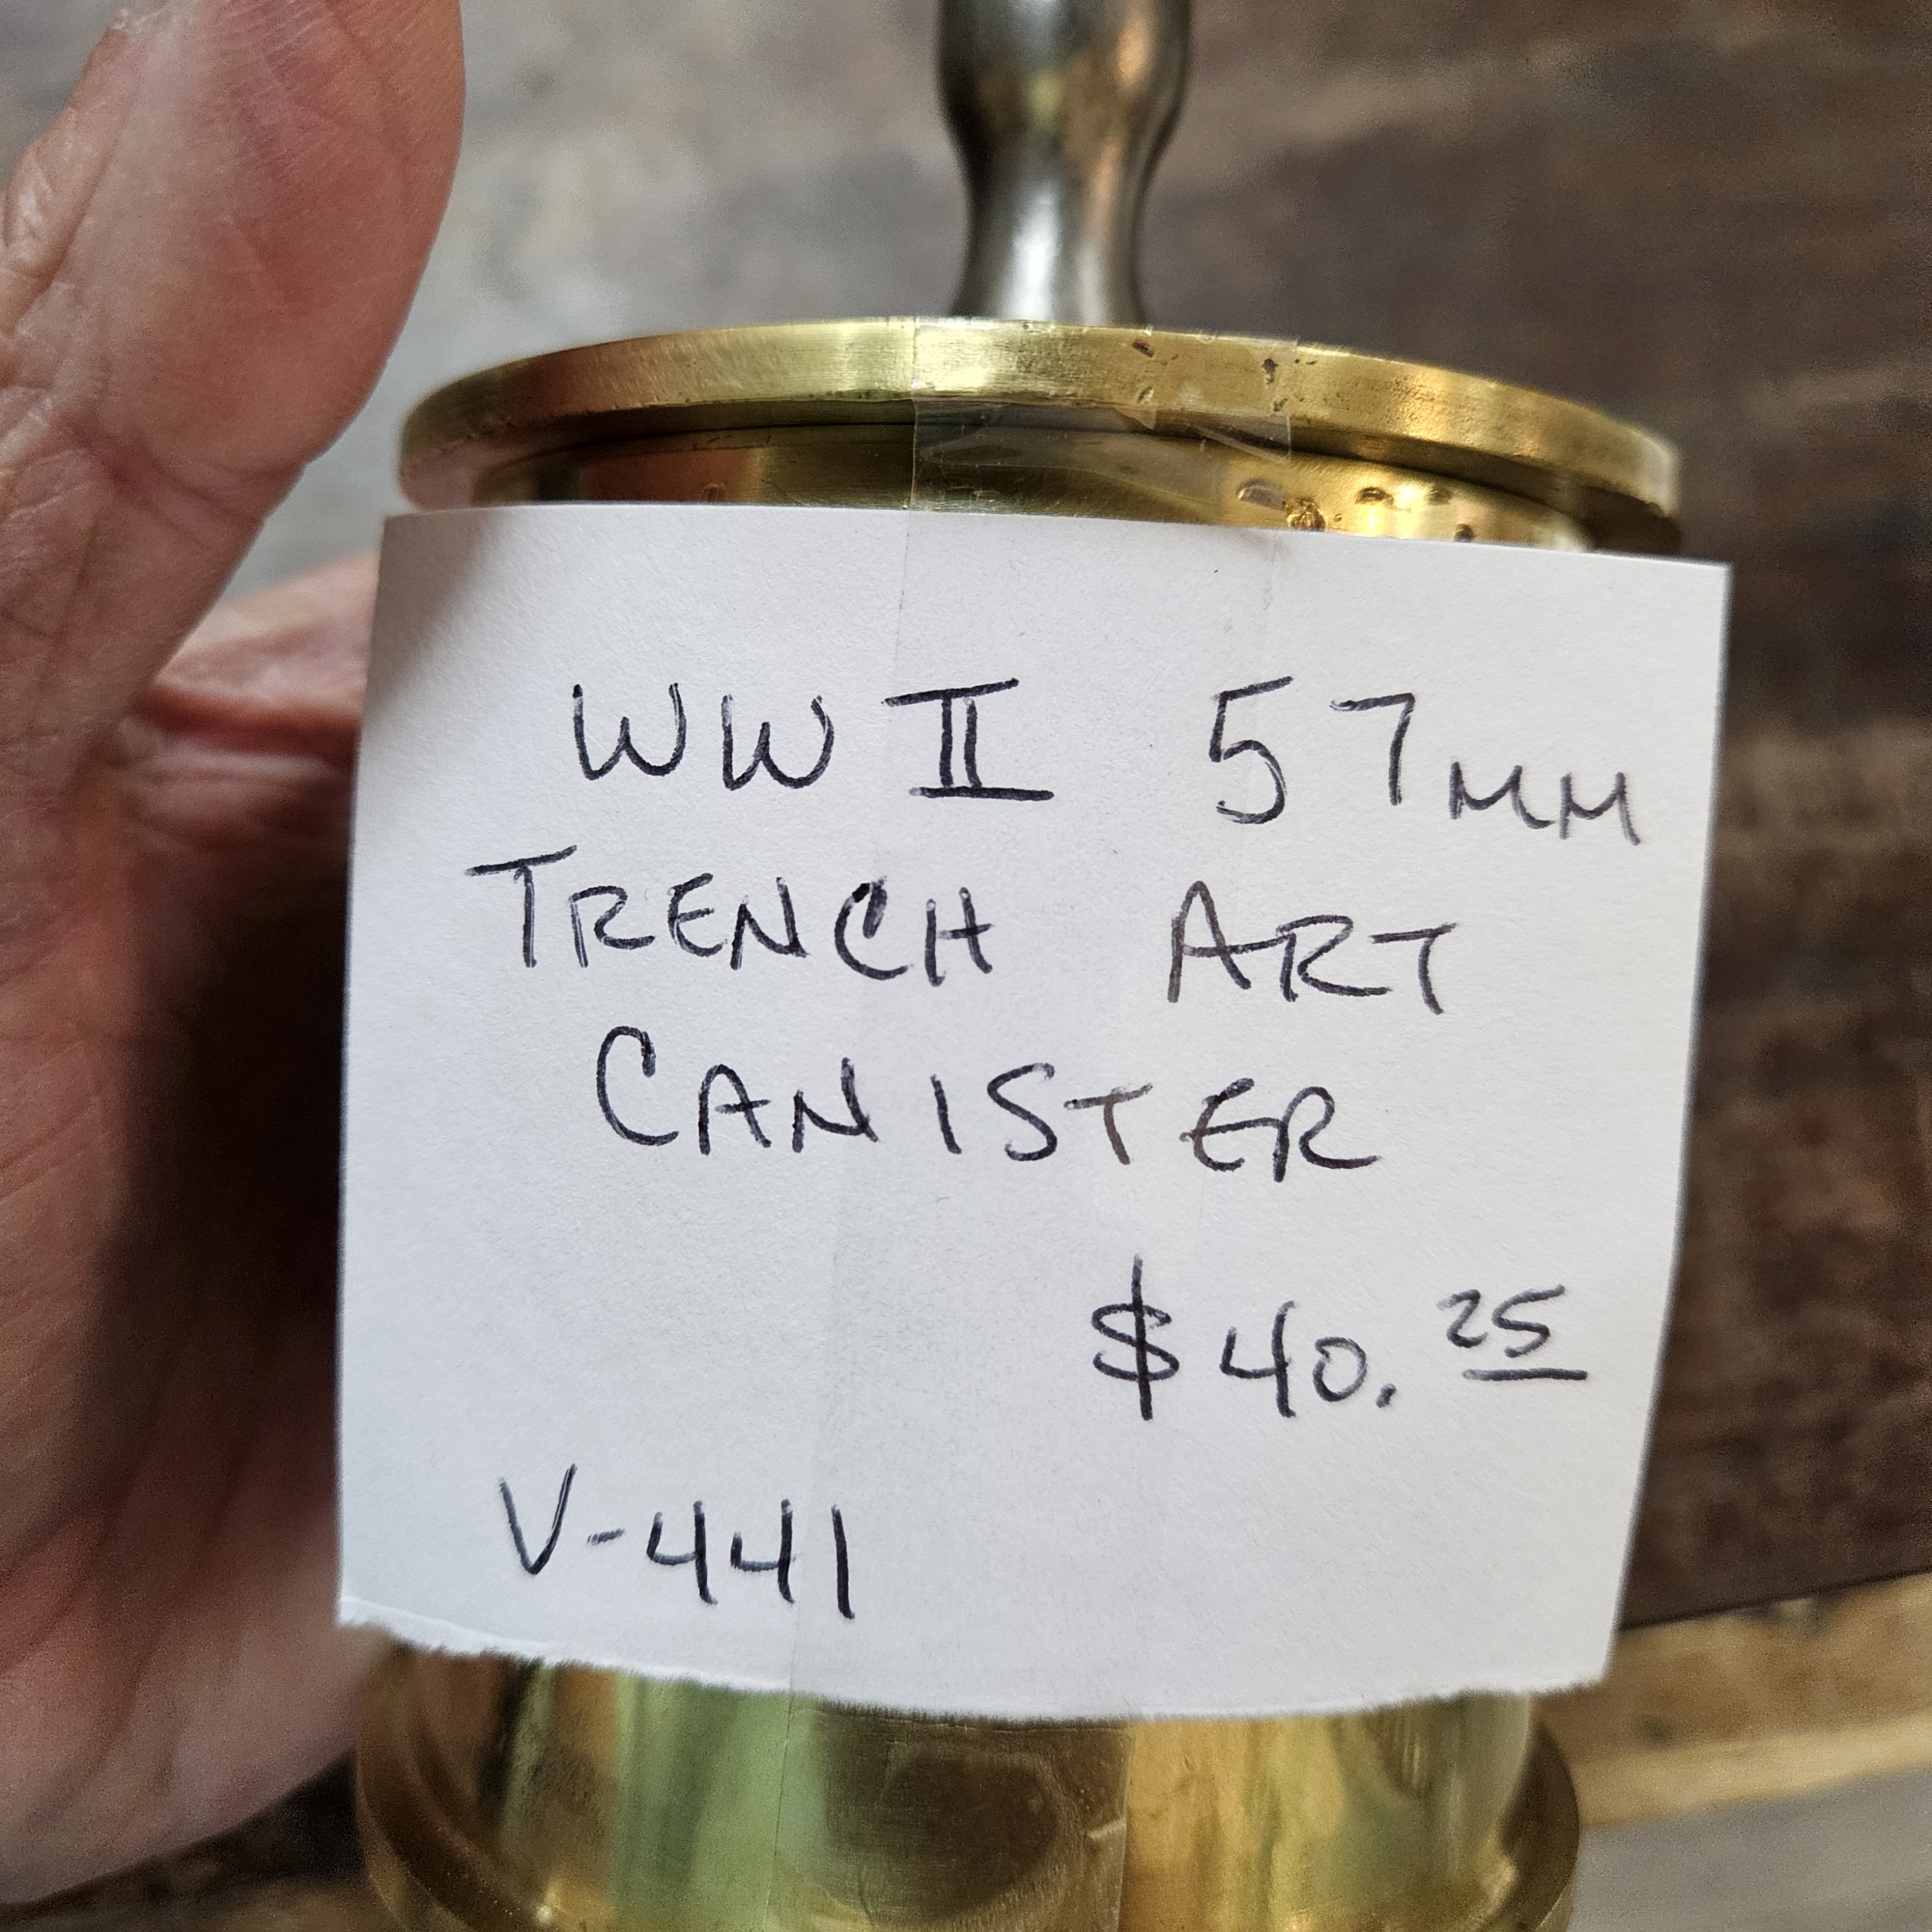 WW II 57MM
TRENCH ART
CANISTER
$40.25
V-441